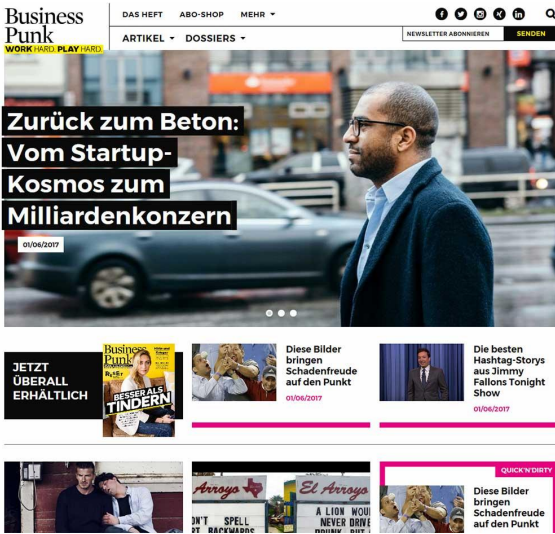 Business
Punk
WORK HARD. PLAY HARD.
DAS HEFT ABO-SHOP MEHR
ARTIKEL DOSSIERS
NEWSLETTER ABONNIEREN SENDEN
Zurück zum Beton:
Vom Startup-
Kosmos zum
Milliardenkonzern
01/06/2017
JETZT
ÜBERALL
ERHÄLTLICH
Business
Punk
BESSER ALS
TINDERN
Diese Bilder
bringen
Schadenfreude
auf den Punkt
01/06/2017
Die besten
Hashtag-Storys
aus Jimmy
Fallons Tonight
Show
01/06/2017
El Arroyo
SPELL
BACKWARDS
A LION WOU
NEVER DRIVE
QUICK'N'DIRTY
Diese Bilder
bringen
Schadenfreude
auf den Punkt